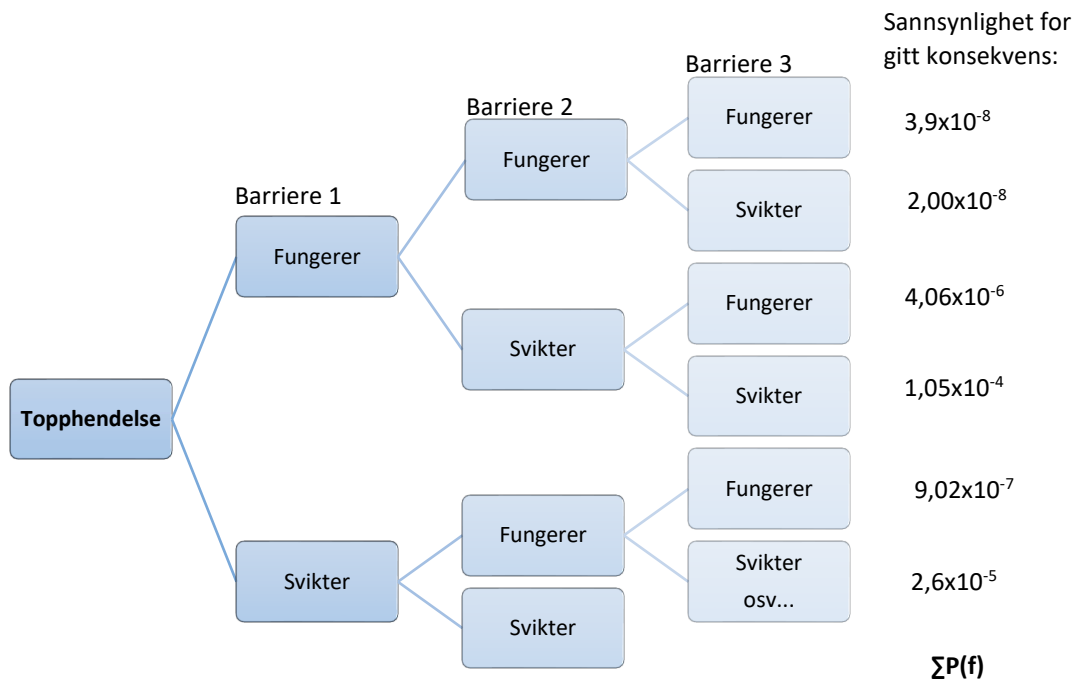 Sannsynlighet for
gitt konsekvens:
Barriere 3
Barriere 2
Barriere 1
Fungerer
3,9x10⁻⁸
Fungerer
Svikter
2,00x10⁻⁸
Fungerer
Fungerer
4,06x10⁻⁶
Svikter
Svikter
1,05x10⁻⁴
Topphendelse
Fungerer
9,02x10⁻⁷
Fungerer
Svikter
Svikter
osv...
2,6x10⁻⁵
Svikter
∑P(f)